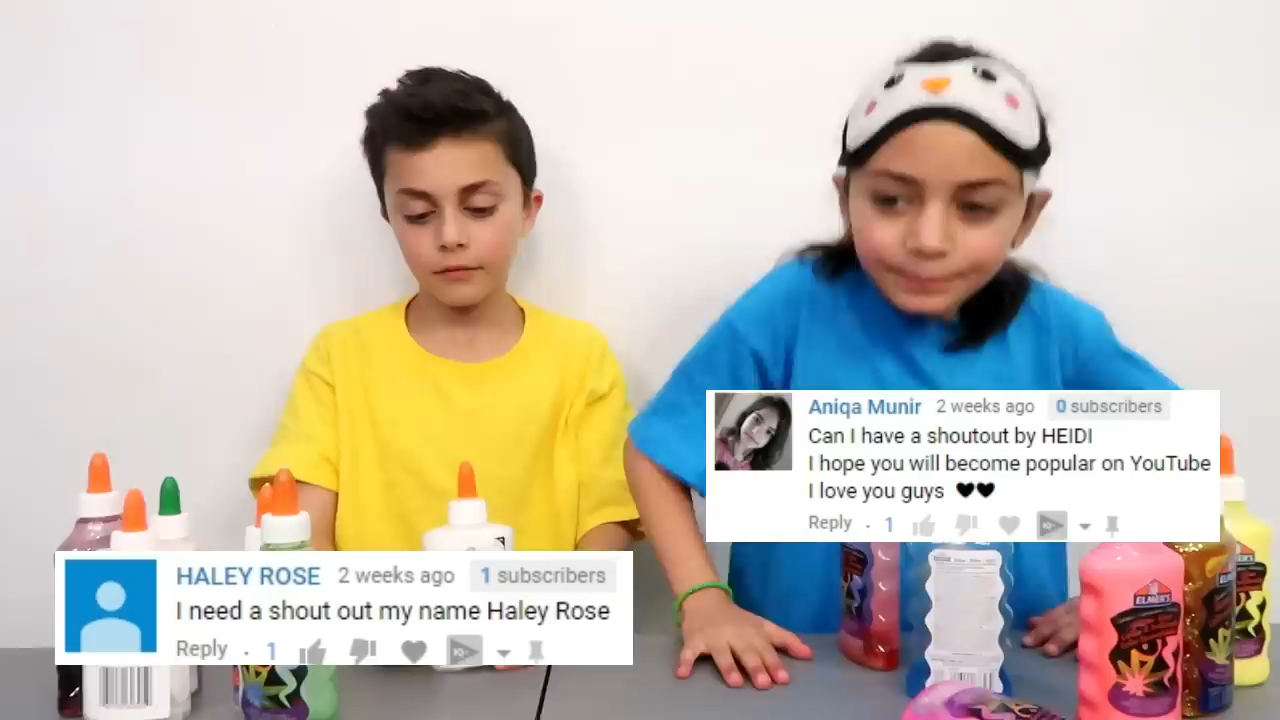 Aniqa Munir 2 weeks ago 0 subscribers
Can I have a shoutout by HEIDI
I hope you will become popular on YouTube
I love you guys 🖤🖤
Reply · 1
HALEY ROSE 2 weeks ago 1 subscribers
I need a shout out my name Haley Rose
Reply · 1
ELMER'S